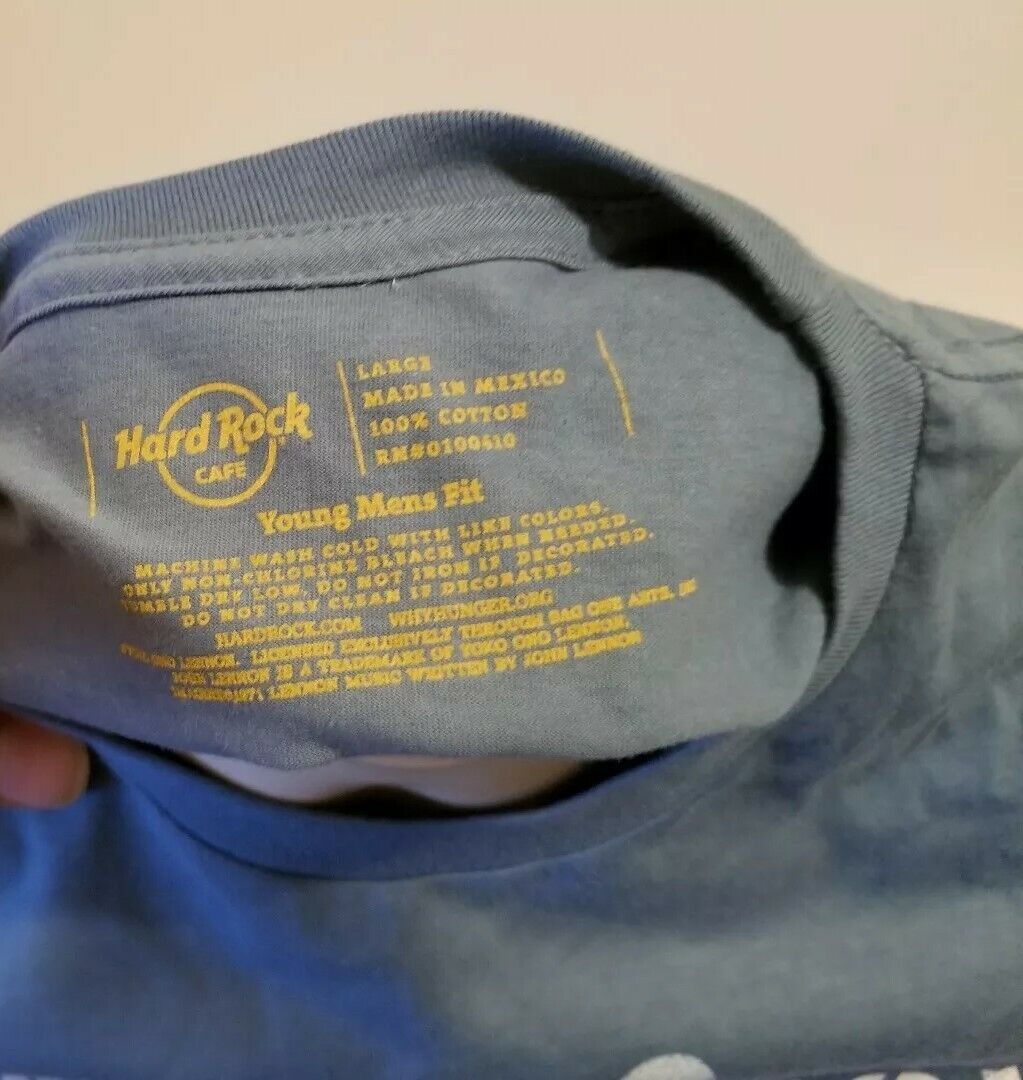 Hard Rock
CAFE
LARGE
MADE IN MEXICO
100% COTTON
RN#0100410
Young Mens Fit
MACHINE WASH COLD WITH LIKE COLORS.
ONLY NON-CHLORINE BLEACH WHEN NEEDED.
TUMBLE DRY LOW, DO NOT IRON IF DECORATED.
DO NOT DRY CLEAN IF DECORATED.
HARDROCK.COM WHYHUNGER.ORG
ONO LENNON. LICENSED EXCLUSIVELY THROUGH BAG ONE ARTS,
JOHN LENNON IS A TRADEMARK OF YOKO ONO LENNON.
LENNON MUSIC WRITTEN BY JOHN LENNON